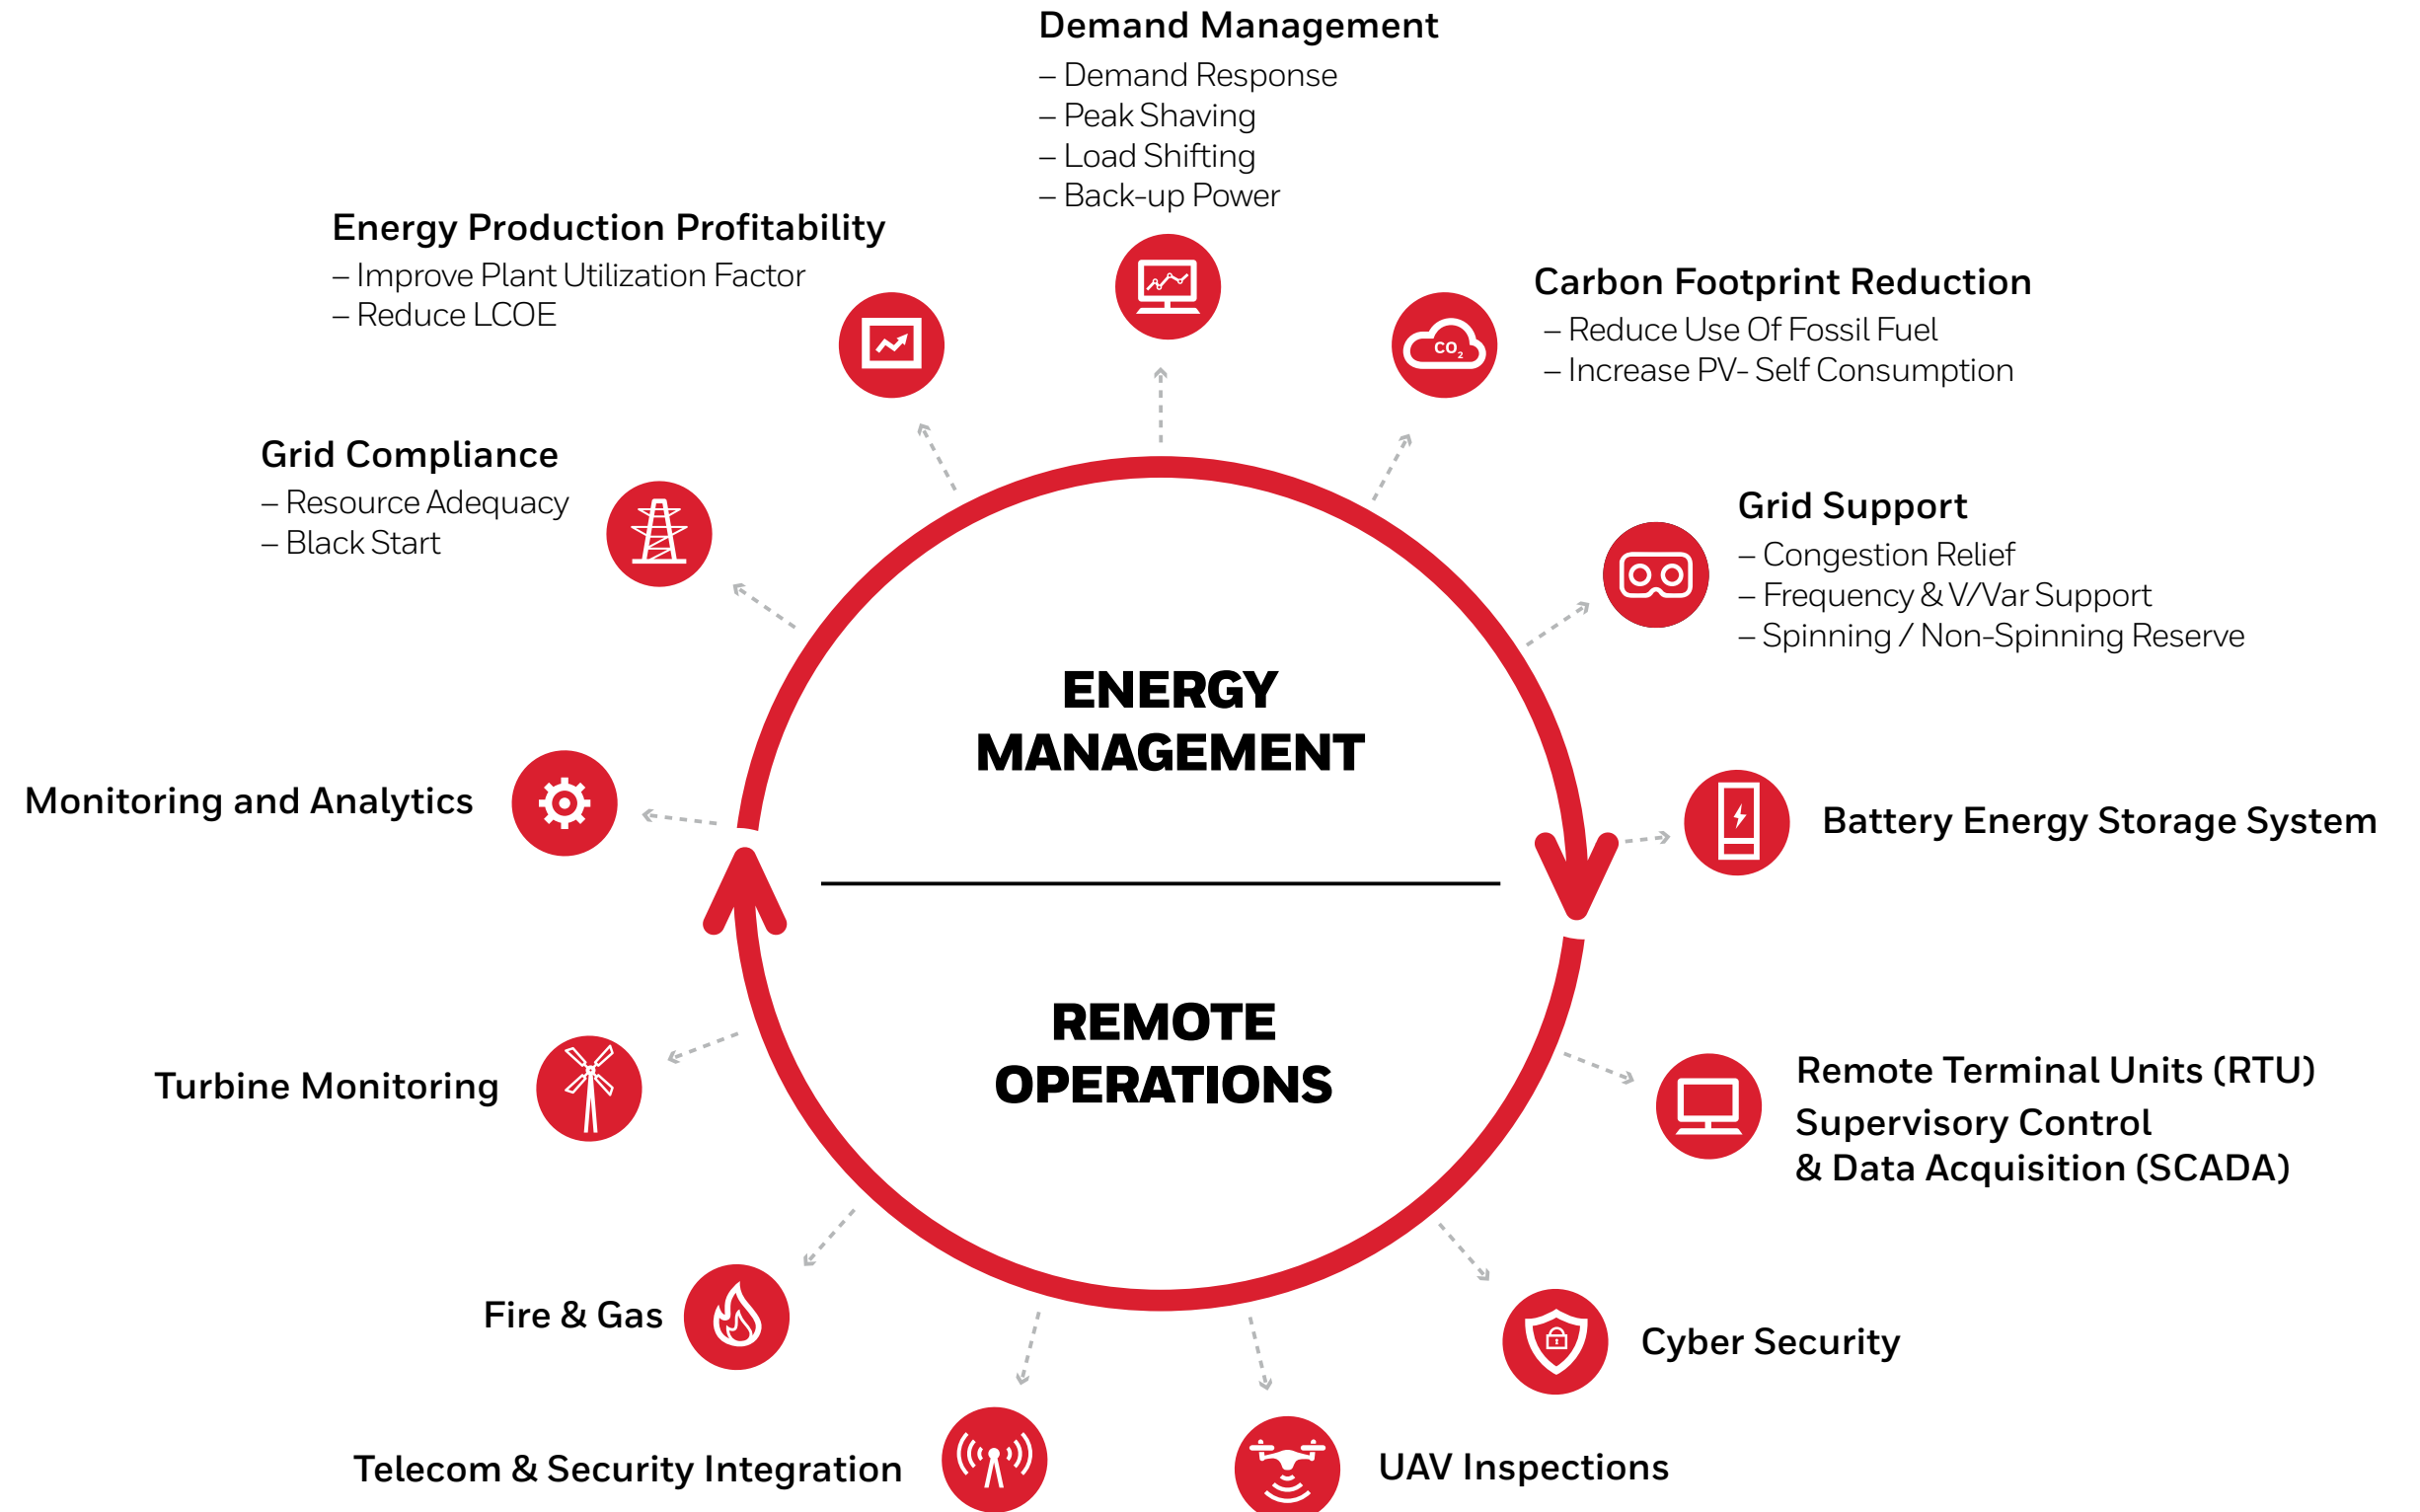 Demand Management
– Demand Response
– Peak Shaving
– Load Shifting
– Back-up Power
Energy Production Profitability
– Improve Plant Utilization Factor
– Reduce LCOE
Carbon Footprint Reduction
– Reduce Use Of Fossil Fuel
– Increase PV- Self Consumption
CO2
Grid Compliance
– Resource Adequacy
– Black Start
Grid Support
– Congestion Relief
– Frequency & V/Var Support
– Spinning / Non-Spinning Reserve
ENERGY
MANAGEMENT
Monitoring and Analytics
Battery Energy Storage System
REMOTE
OPERATIONS
Turbine Monitoring
Remote Terminal Units (RTU)
Supervisory Control
& Data Acquisition (SCADA)
Fire & Gas
Cyber Security
Telecom & Security Integration
UAV Inspections